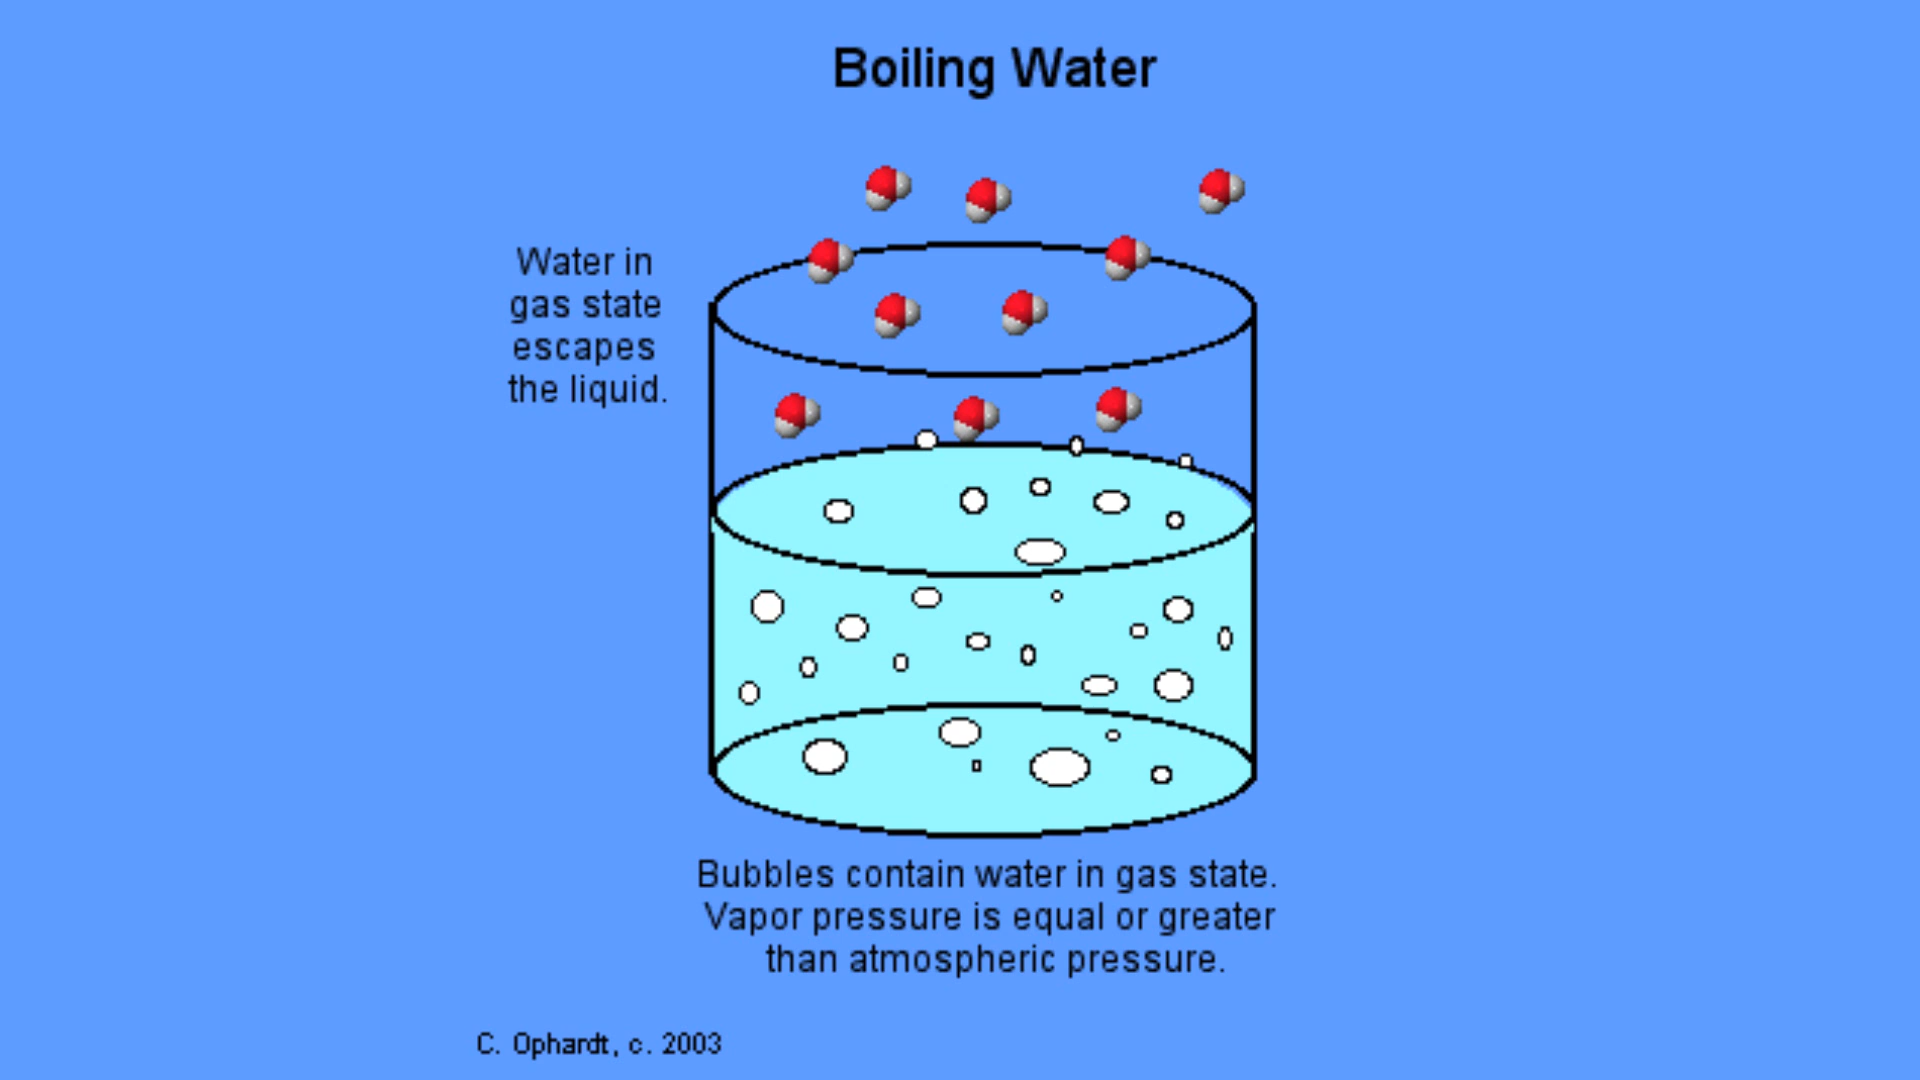 Boiling Water
Water in
gas state
escapes
the liquid.
Bubbles contain water in gas state.
Vapor pressure is equal or greater
than atmospheric pressure.
C. Ophardt, c. 2003